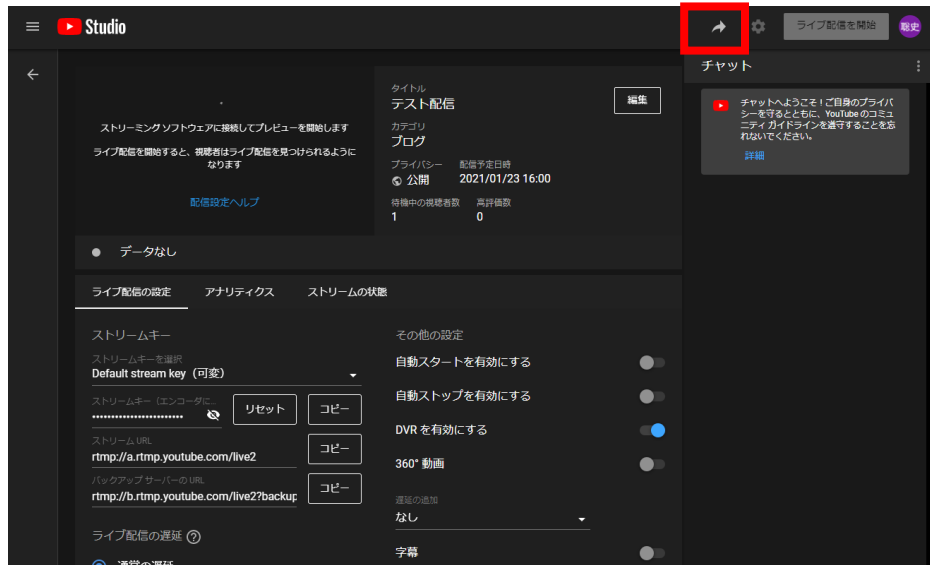 Studio
ライブ配信を開始
聡史
ストリーミング ソフトウェアに接続してプレビューを開始します
ライブ配信を開始すると、視聴者はライブ配信を見つけられるように
なります
配信設定ヘルプ
タイトル
テスト配信
編集
カテゴリ
ブログ
プライバシー 配信予定日時
公開 2021/01/23 16:00
待機中の視聴者数 高評価数
1 0
チャット
チャットへようこそ！ご自身のプライバ
シーを守るとともに、YouTube のコミュ
ニティ ガイドラインを遵守することを忘
れないでください。
詳細
データなし
ライブ配信の設定 アナリティクス ストリームの状態
ストリームキー
ストリームキーを選択
Default stream key（可変）
ストリームキー（エンコーダに...
リセット コピー
ストリーム URL
rtmp://a.rtmp.youtube.com/live2
コピー
バックアップ サーバーの URL
rtmp://b.rtmp.youtube.com/live2?backup
コピー
ライブ配信の遅延 ?
通常の遅延
その他の設定
自動スタートを有効にする
自動ストップを有効にする
DVR を有効にする
360° 動画
遅延の追加
なし
字幕